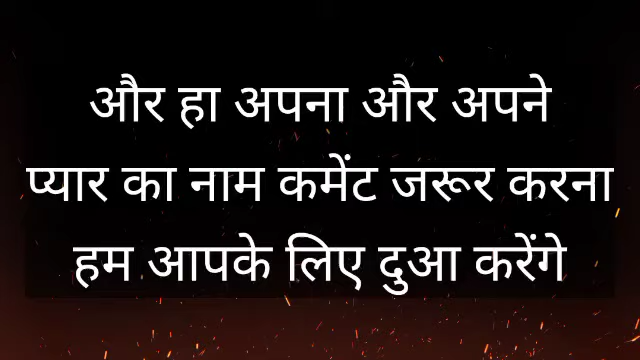 और हा अपना और अपने
प्यार का नाम कमेंट जरूर करना
हम आपके लिए दुआ करेंगे